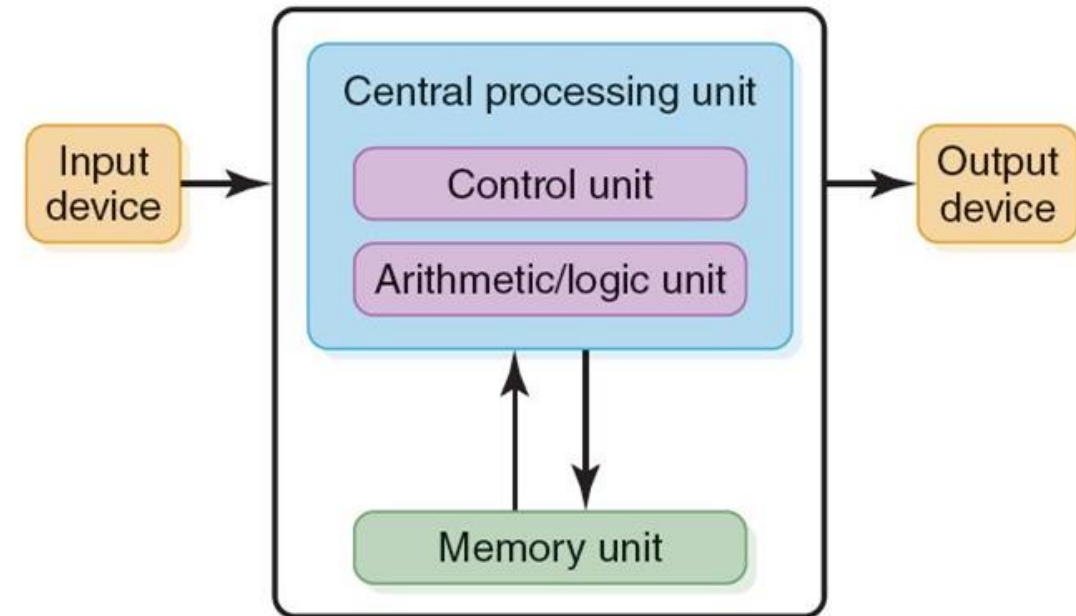 Central processing unit
Input
device
Control unit
Arithmetic/logic unit
Output
device
Memory unit